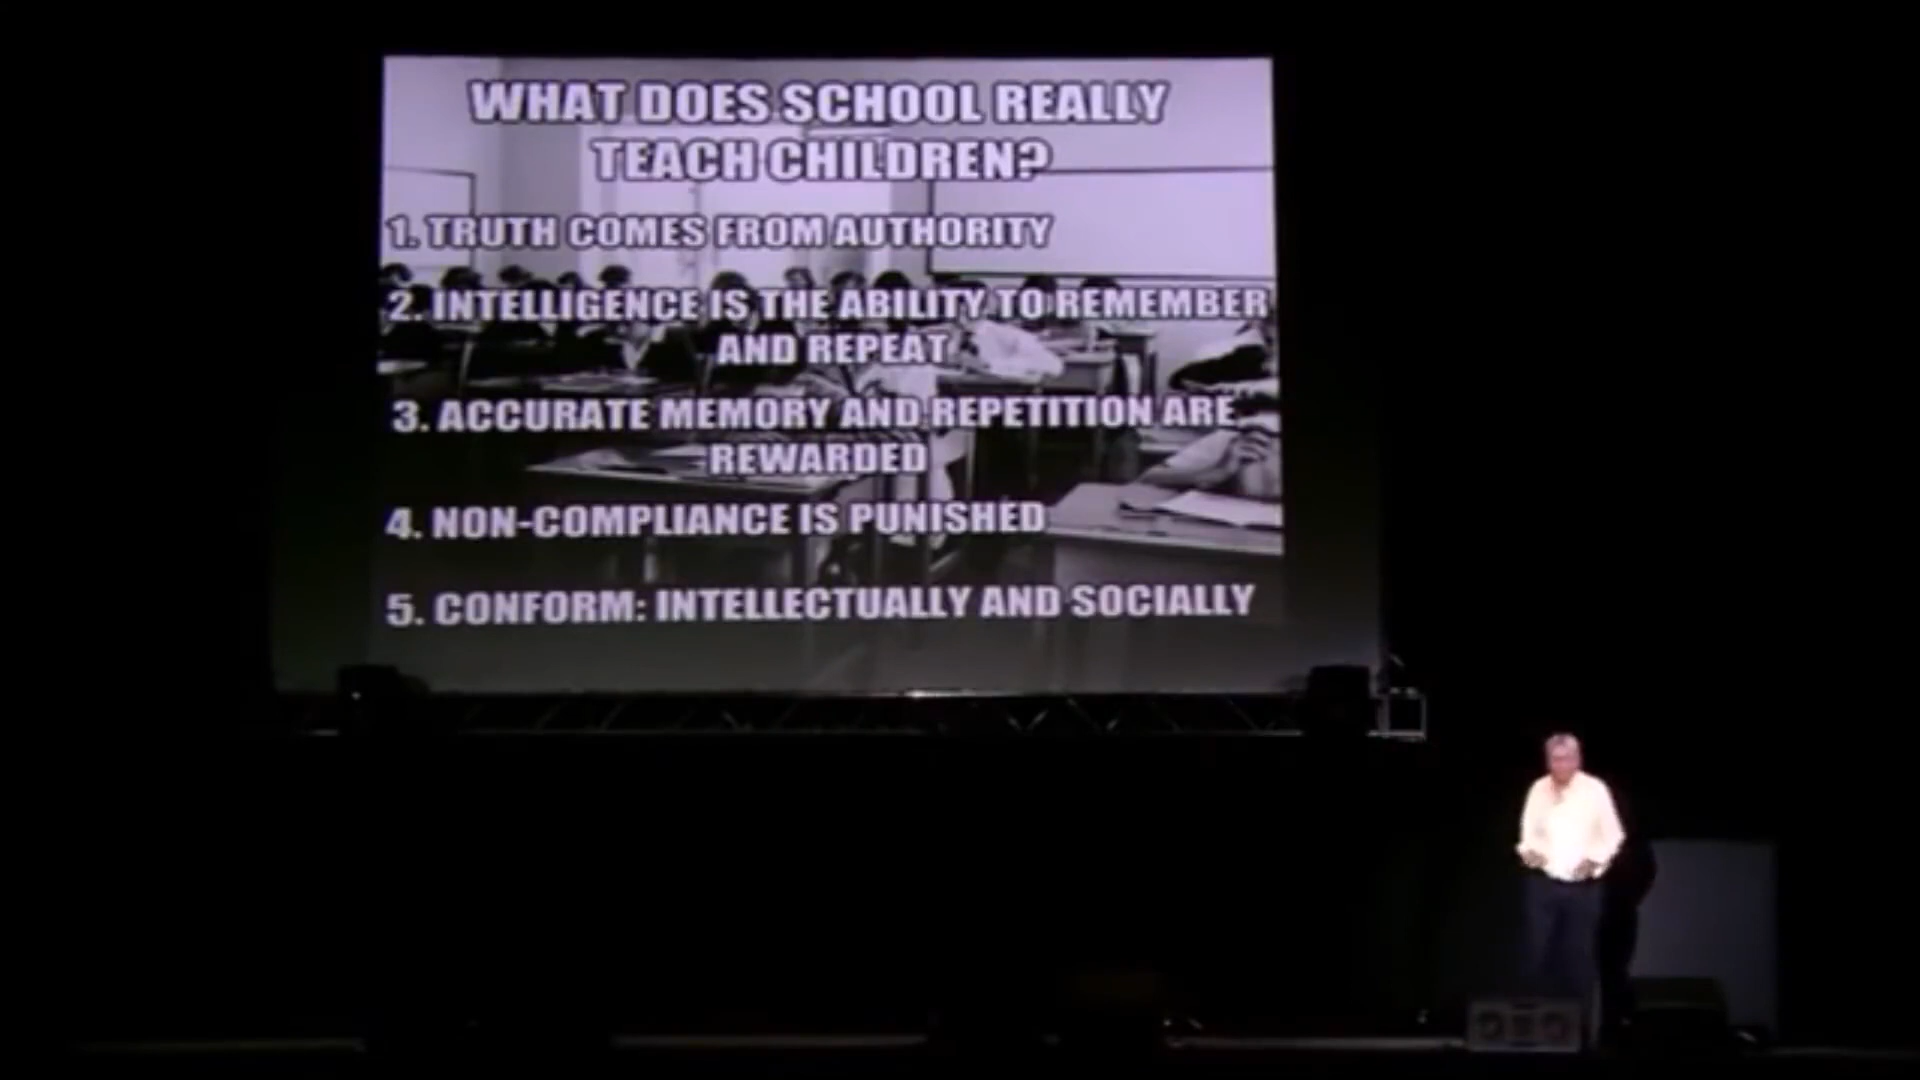 WHAT DOES SCHOOL REALLY
TEACH CHILDREN?
1. TRUTH COMES FROM AUTHORITY
2. INTELLIGENCE IS THE ABILITY TO REMEMBER
AND REPEAT
3. ACCURATE MEMORY AND REPETITION ARE
REWARDED
4. NON-COMPLIANCE IS PUNISHED
5. CONFORM: INTELLECTUALLY AND SOCIALLY